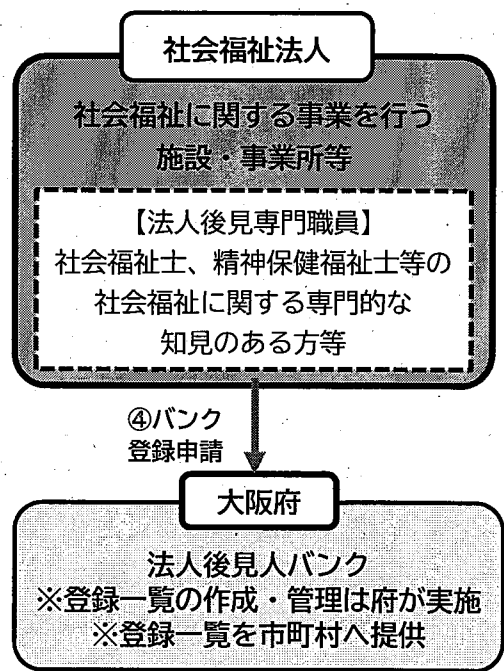 社会福祉法人
社会福祉に関する事業を行う
施設・事業所等
【法人後見専門職員】
社会福祉士、精神保健福祉士等の
社会福祉に関する専門的な
知見のある方等
④バンク
登録申請
大阪府
法人後見人バンク
※登録一覧の作成・管理は府が実施
※登録一覧を市町村へ提供